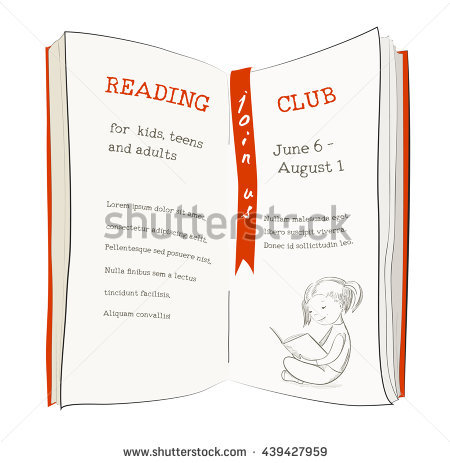 READING
for kids, teens
and adults
Lorem ipsum dolor sit amet,
consectetur adipiscing aelit.
Pellentesque sed posuere nisi,
Nulla finibus sem a lectus
tincidunt facilisis,
Aliquam convallis!
join us
CLUB
June 6 -
August 1
Nullam malesuada erat
libero suscipit viverra.
Donec id sollicitudin leo.
shutterstock
www.shutterstock.com · 439427959